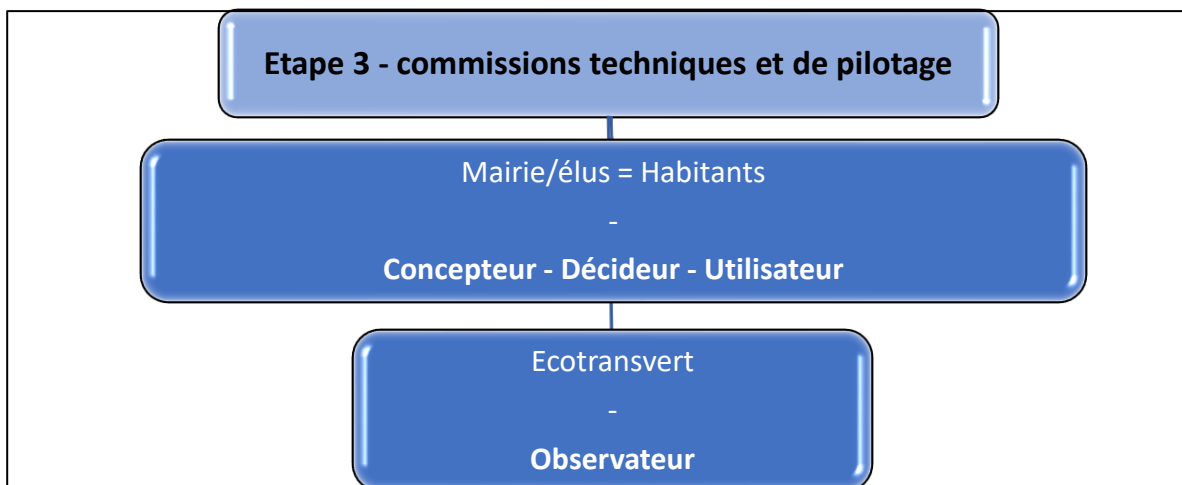 Etape 3 - commissions techniques et de pilotage
Mairie/élus = Habitants
-
Concepteur - Décideur - Utilisateur
Ecotransvert
-
Observateur